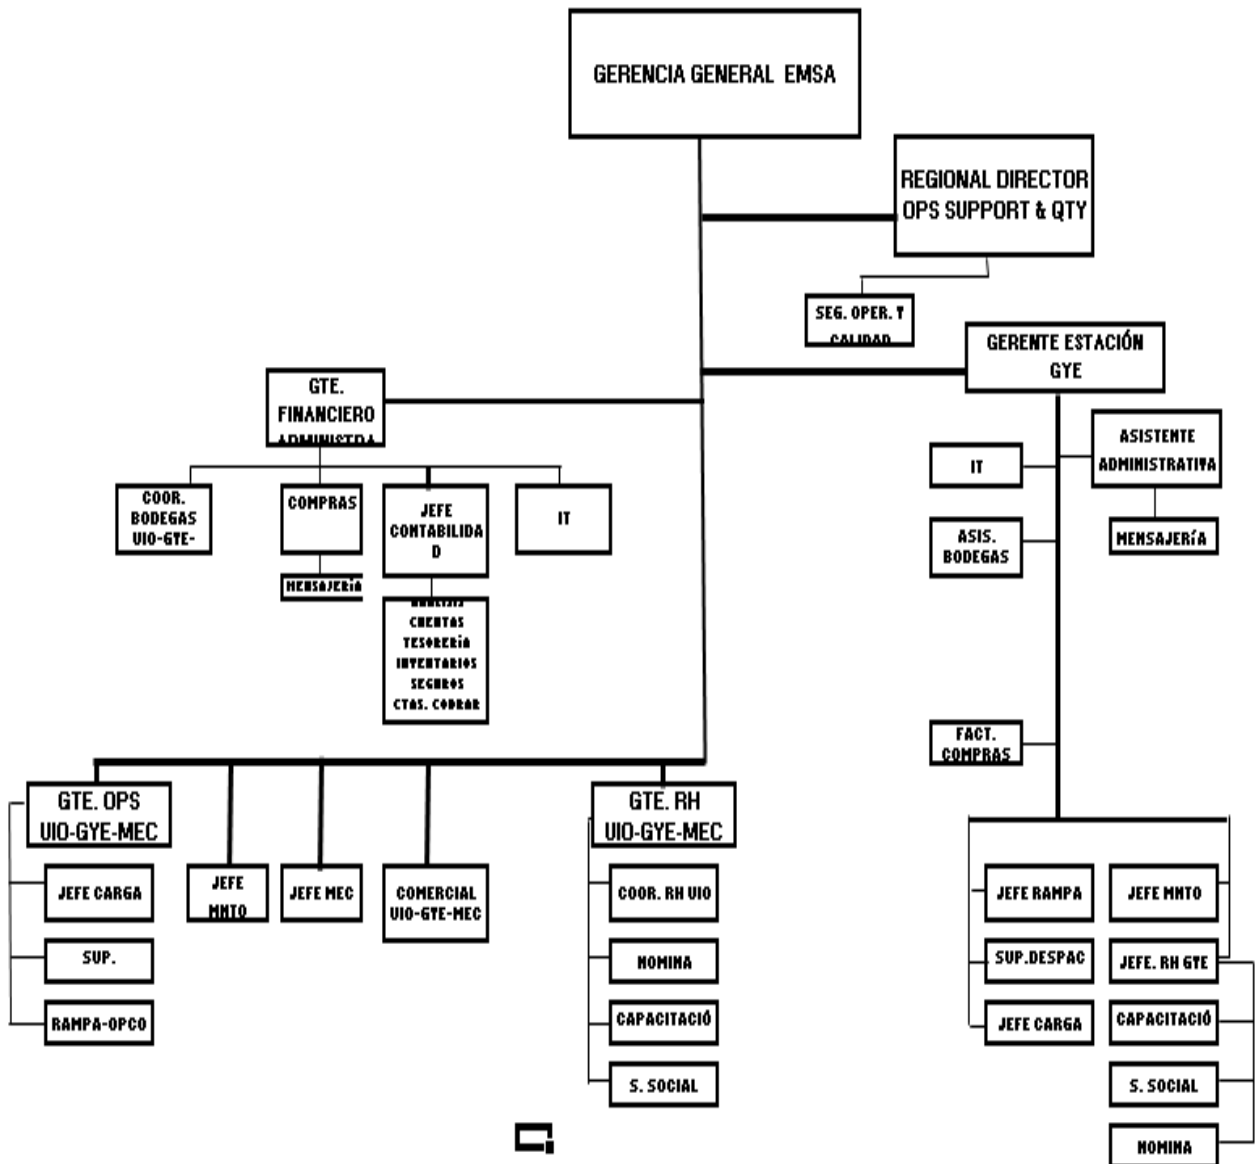 GERENCIA GENERAL EMSA
REGIONAL DIRECTOR
OPS SUPPORT & QTY
SEG. OPER. Y
CALIDAD
GERENTE ESTACIÓN
GYE
GTE.
FINANCIERO
ADMINISTRA
ASISTENTE
ADMINISTRATIVA
IT
MENSAJERÍA
ASIS.
BODEGAS
COOR.
BODEGAS
UIO-GYE-
COMPRAS
MENSAJERÍA
JEFE
CONTABILIDA
D
IT
ANÁLISIS
CUENTAS
TESORERÍA
INVENTARIOS
SEGUROS
CTAS. COBRAR
FACT.
COMPRAS
GTE. OPS
UIO-GYE-MEC
JEFE CARGA
SUP.
RAMPA-OPCO
JEFE
MNTO
JEFE MEC
COMERCIAL
UIO-GYE-MEC
GTE. RH
UIO-GYE-MEC
COOR. RH UIO
NOMINA
CAPACITACIÓ
S. SOCIAL
JEFE RAMPA
SUP.DESPAC
JEFE CARGA
JEFE MNTO
JEFE. RH GYE
CAPACITACIÓ
S. SOCIAL
NOMINA